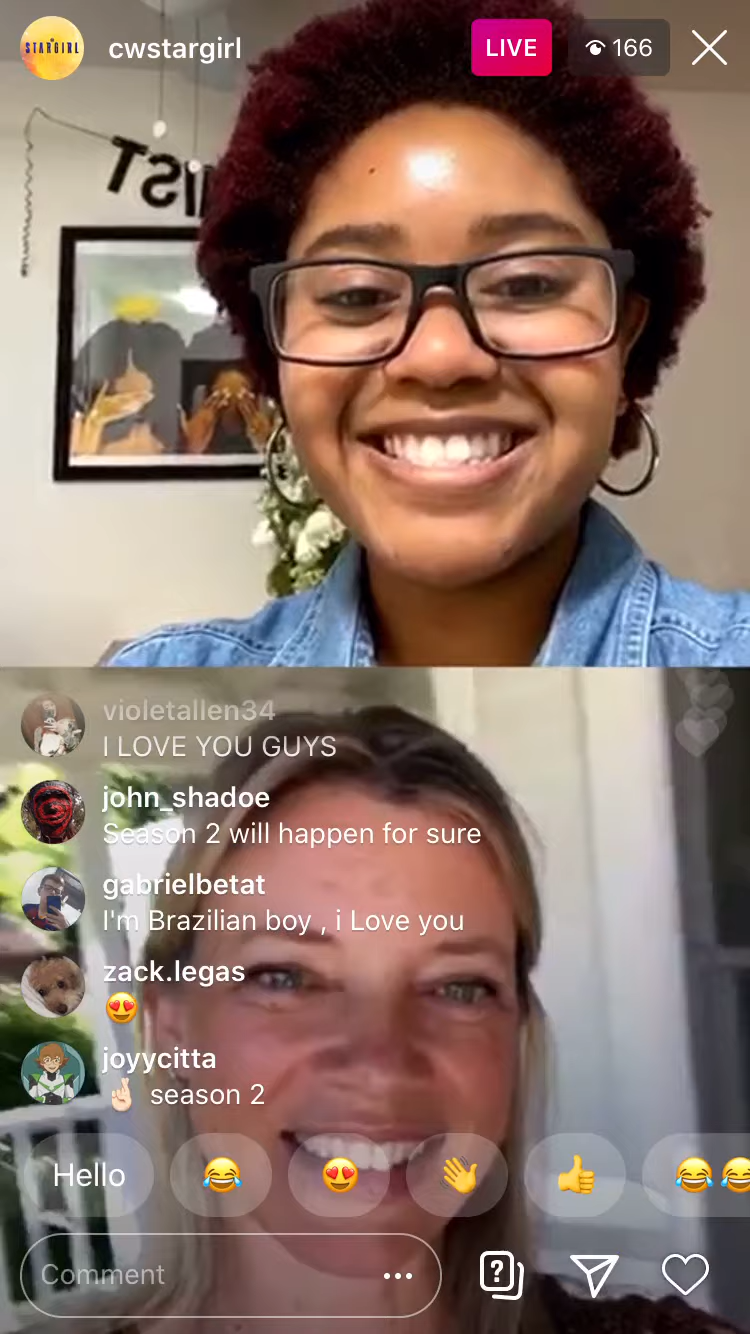 STARGIRL
cwstargirl
LIVE
166
violetallen34
I LOVE YOU GUYS
john_shadoe
Season 2 will happen for sure
gabrielbetat
I'm Brazilian boy , i Love you
zack.legas
😍
joyycitta
🤞🏻 season 2
Hello 😂 😍 👋 👍 😂😂
Comment